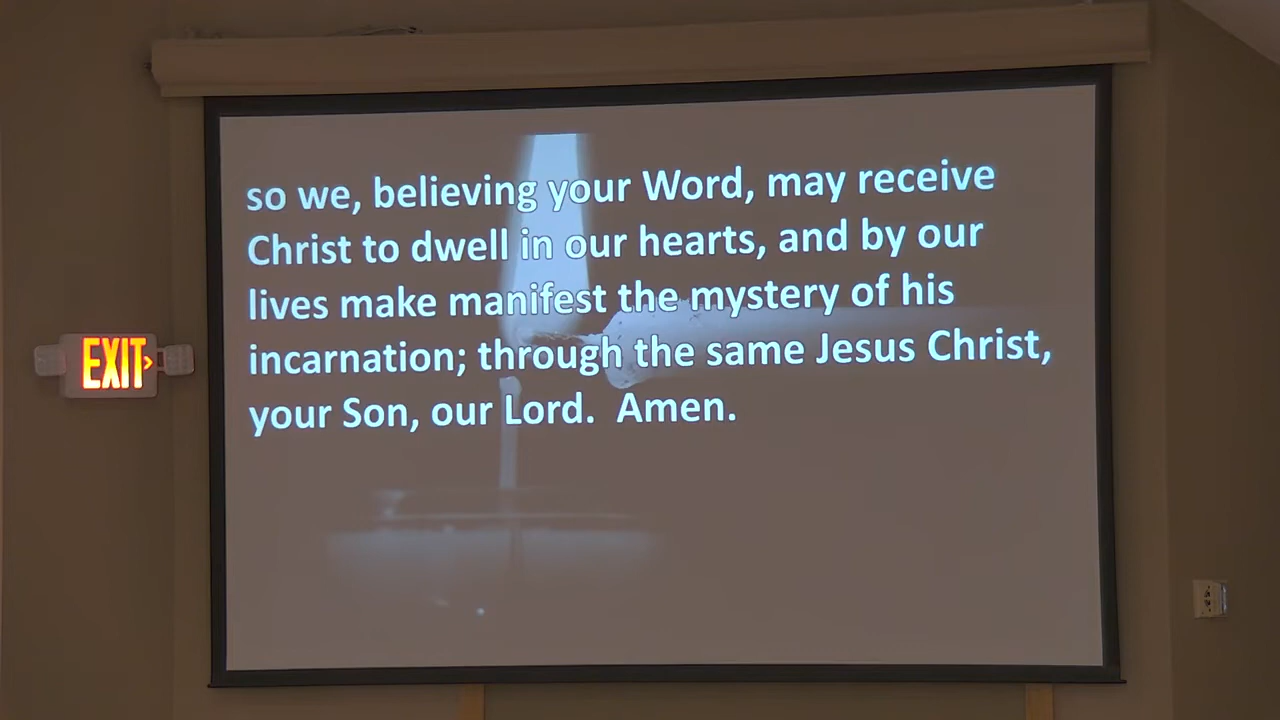 so we, believing your Word, may receive
Christ to dwell in our hearts, and by our
lives make manifest the mystery of his
incarnation; through the same Jesus Christ,
your Son, our Lord.  Amen.
EXIT